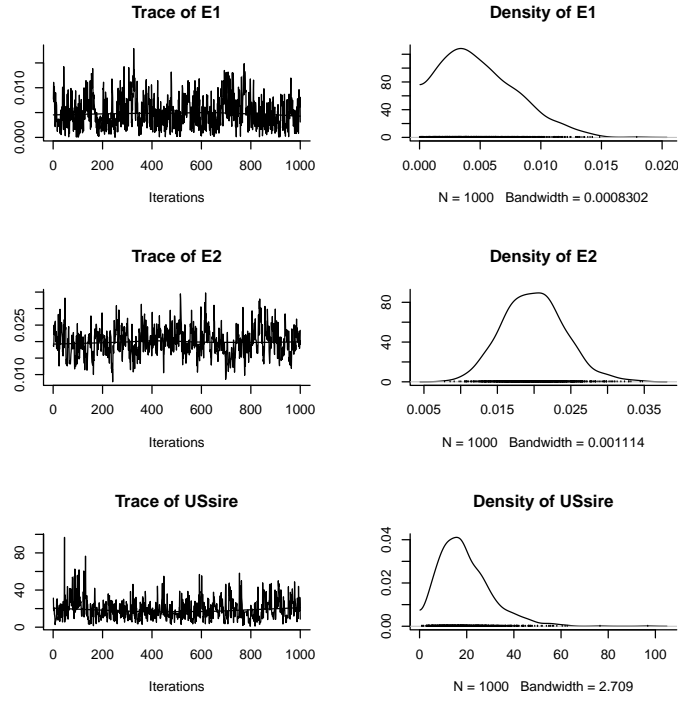 Trace of E1
0.000 0.010
0 200 400 600 800 1000
Iterations
Density of E1
0 40 80
0.000 0.005 0.010 0.015 0.020
N = 1000 Bandwidth = 0.0008302
Trace of E2
0.010 0.025
0 200 400 600 800 1000
Iterations
Density of E2
0 40 80
0.005 0.015 0.025 0.035
N = 1000 Bandwidth = 0.001114
Trace of USsire
0 40 80
0 200 400 600 800 1000
Iterations
Density of USsire
0.00 0.02 0.04
0 20 40 60 80 100
N = 1000 Bandwidth = 2.709